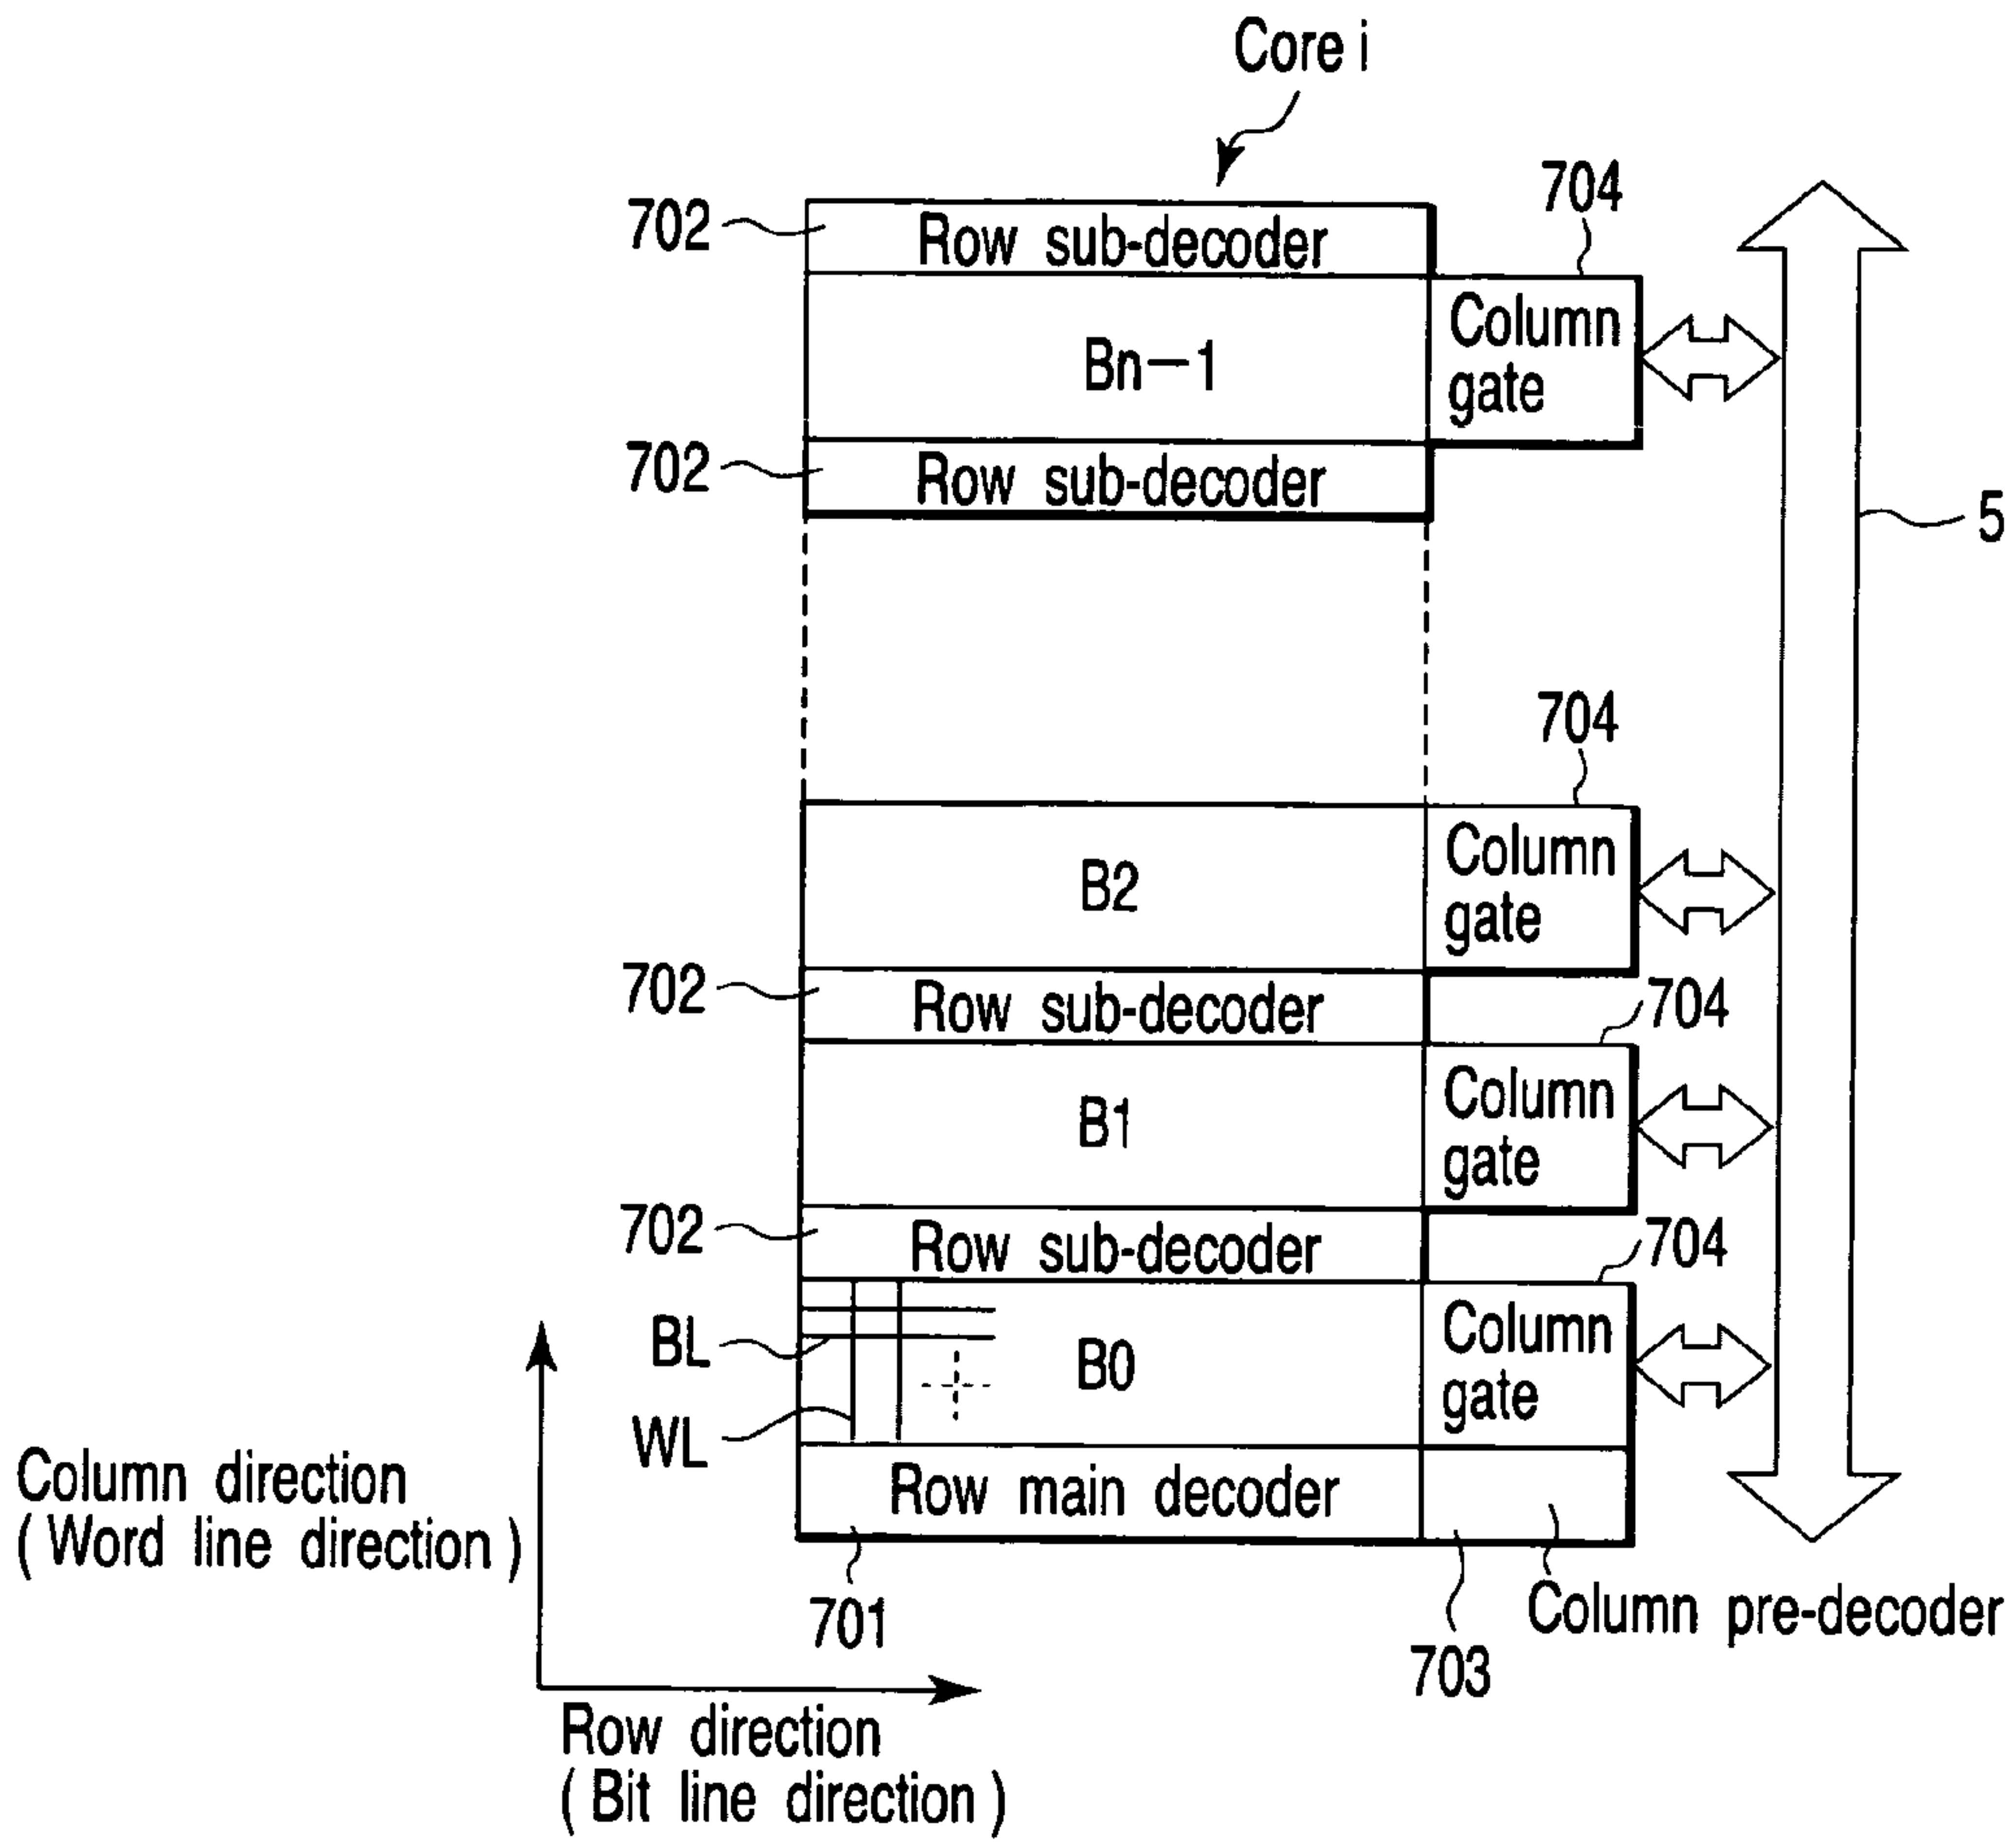 Core i
704
702
Row sub-decoder
Column
gate
Bn—1
702
Row sub-decoder
5
704
Column
gate
B2
702
Row sub-decoder
704
Column
gate
B1
702
Row sub-decoder
704
BL
B0
Column
gate
WL
Column direction
(Word line direction)
Row main decoder
701
703
Column pre-decoder
Row direction
(Bit line direction)